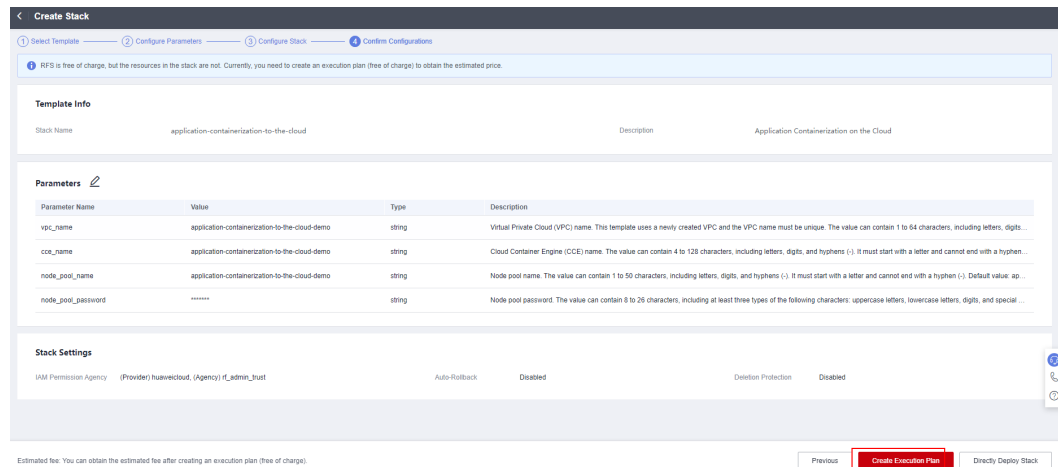 Create Stack
1 Select Template 2 Configure Parameters 3 Configure Stack 4 Confirm Configurations
RFS is free of charge, but the resources in the stack are not. Currently, you need to create an execution plan (free of charge) to obtain the estimated price.
Template Info
Stack Name application-containerization-to-the-cloud Description Application Containerization on the Cloud
Parameters
Parameter Name Value Type Description
vpc_name application-containerization-to-the-cloud-demo string Virtual Private Cloud (VPC) name. This template uses a newly created VPC and the VPC name must be unique. The value can contain 1 to 64 characters, including letters, digits...
cce_name application-containerization-to-the-cloud-demo string Cloud Container Engine (CCE) name. The value can contain 4 to 128 characters, including letters, digits, and hyphens (-). It must start with a letter and cannot end with a hyphen...
node_pool_name application-containerization-to-the-cloud-demo string Node pool name. The value can contain 1 to 50 characters, including letters, digits, and hyphens (-). It must start with a letter and cannot end with a hyphen (-). Default value: ap...
node_pool_password ******* string Node pool password. The value can contain 8 to 26 characters, including at least three types of the following characters: uppercase letters, lowercase letters, digits, and special ...
Stack Settings
IAM Permission Agency (Provider) huaweicloud, (Agency) rf_admin_trust Auto-Rollback Disabled Deletion Protection Disabled
Estimated fee: You can obtain the estimated fee after creating an execution plan (free of charge). Previous Create Execution Plan Directly Deploy Stack